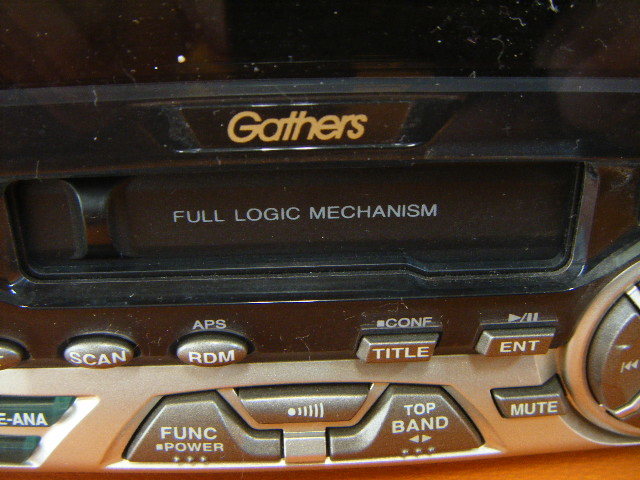 Gathers
FULL LOGIC MECHANISM
APS
CONF
SCAN
RDM
TITLE
ENT
E-ANA
FUNC
POWER
TOP
BAND
MUTE